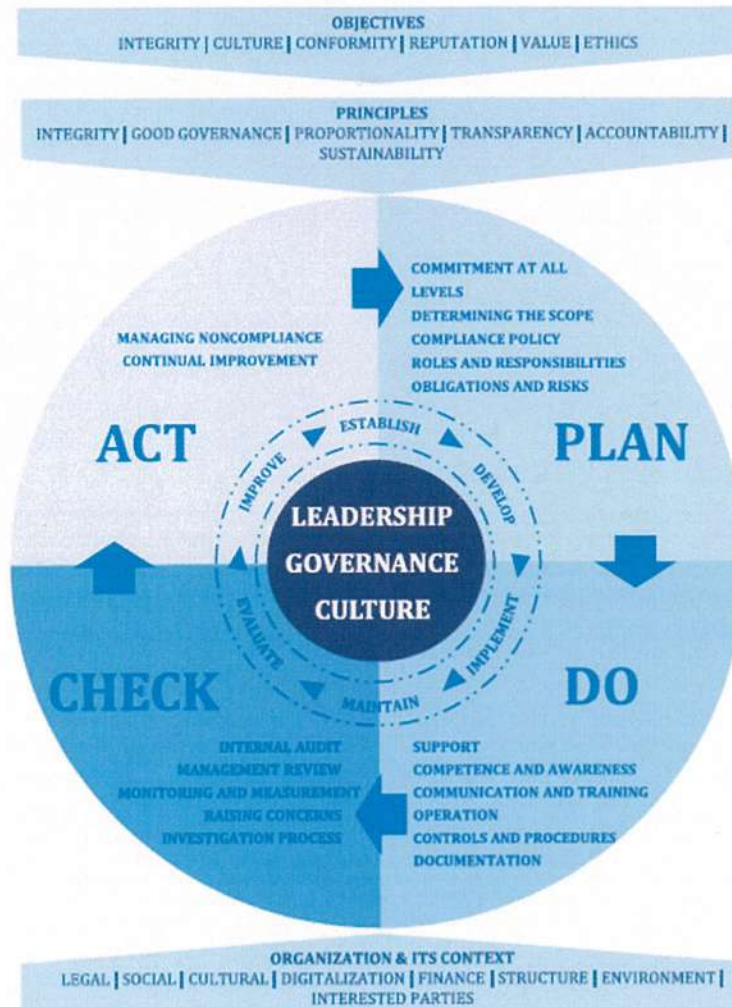 OBJECTIVES
INTEGRITY | CULTURE | CONFORMITY | REPUTATION | VALUE | ETHICS
PRINCIPLES
INTEGRITY | GOOD GOVERNANCE | PROPORTIONALITY | TRANSPARENCY | ACCOUNTABILITY |
SUSTAINABILITY
MANAGING NONCOMPLIANCE
CONTINUAL IMPROVEMENT
ACT
COMMITMENT AT ALL
LEVELS
DETERMINING THE SCOPE
COMPLIANCE POLICY
ROLES AND RESPONSIBILITIES
OBLIGATIONS AND RISKS
PLAN
ESTABLISH
DEVELOP
IMPLEMENT
MAINTAIN
EVALUATE
IMPROVE
LEADERSHIP
GOVERNANCE
CULTURE
DO
SUPPORT
COMPETENCE AND AWARENESS
COMMUNICATION AND TRAINING
OPERATION
CONTROLS AND PROCEDURES
DOCUMENTATION
CHECK
INTERNAL AUDIT
MANAGEMENT REVIEW
MONITORING AND MEASUREMENT
RAISING CONCERNS
INVESTIGATION PROCESS
ORGANIZATION & ITS CONTEXT
LEGAL | SOCIAL | CULTURAL | DIGITALIZATION | FINANCE | STRUCTURE | ENVIRONMENT |
INTERESTED PARTIES